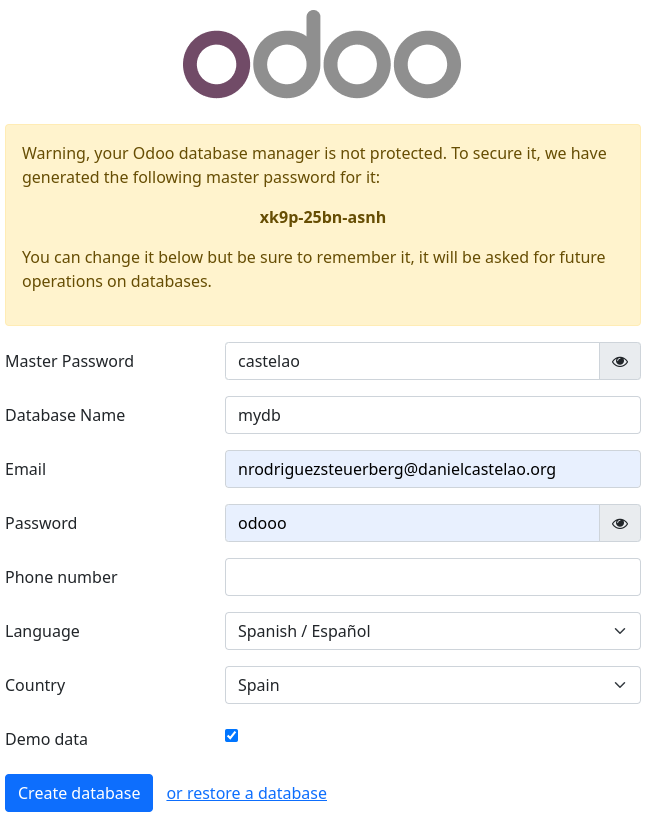 odoo
Warning, your Odoo database manager is not protected. To secure it, we have
generated the following master password for it:
xk9p-25bn-asnh
You can change it below but be sure to remember it, it will be asked for future
operations on databases.
Master Password castelao
Database Name mydb
Email nrodriguezsteuerberg@danielcastelao.org
Password odooo
Phone number
Language Spanish / Español
Country Spain
Demo data
Create database or restore a database